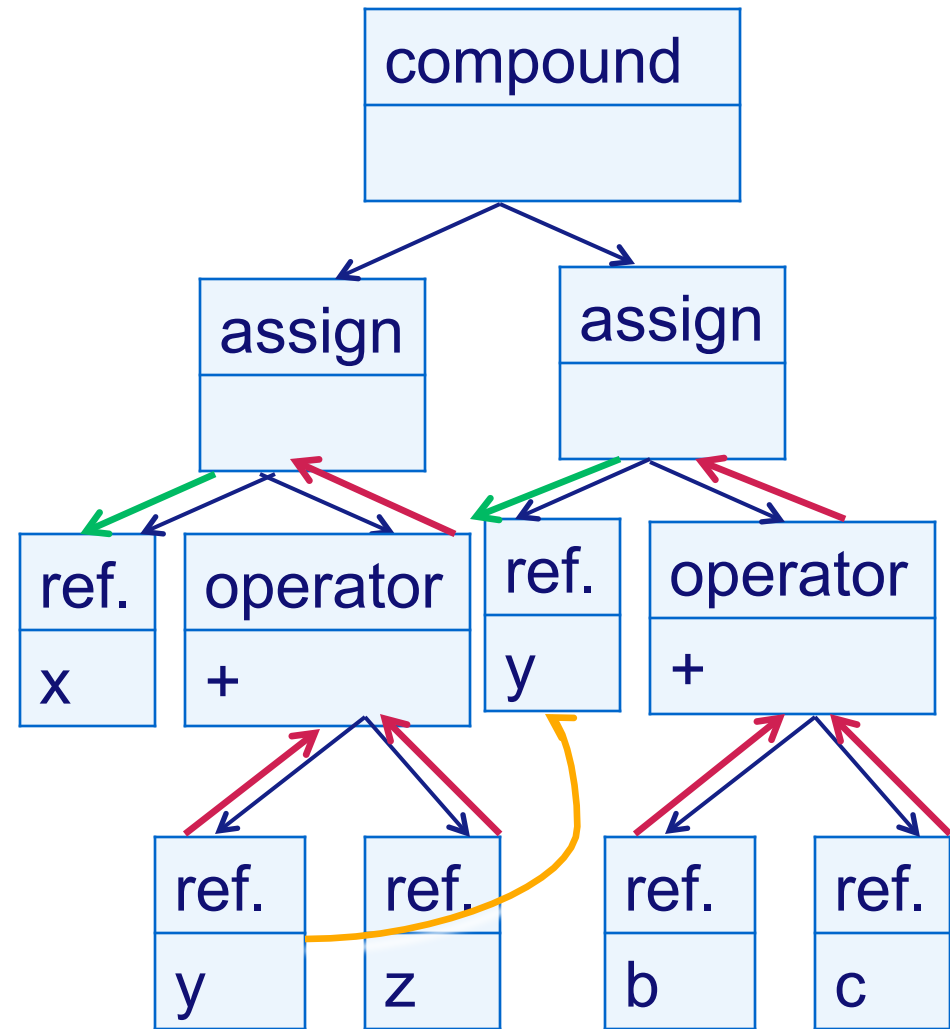 compound
assign
assign
ref.
x
operator
+
ref.
y
operator
+
ref.
y
ref.
z
ref.
b
ref.
c